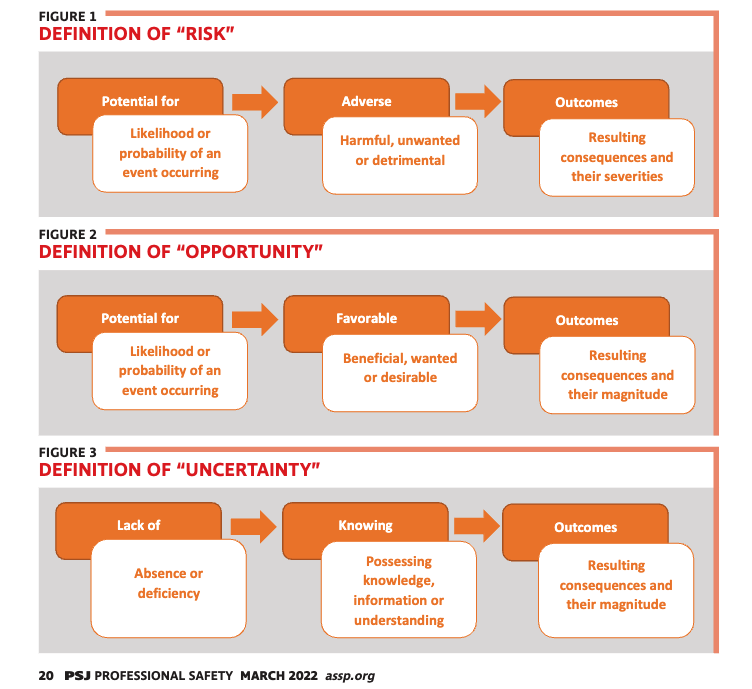 FIGURE 1
DEFINITION OF “RISK”
Potential for
Likelihood or
probability of an
event occurring
Adverse
Harmful, unwanted
or detrimental
Outcomes
Resulting
consequences and
their severities
FIGURE 2
DEFINITION OF “OPPORTUNITY”
Potential for
Likelihood or
probability of an
event occurring
Favorable
Beneficial, wanted
or desirable
Outcomes
Resulting
consequences and
their magnitude
FIGURE 3
DEFINITION OF “UNCERTAINTY”
Lack of
Absence or
deficiency
Knowing
Possessing
knowledge,
information or
understanding
Outcomes
Resulting
consequences and
their magnitude
20 PSJ PROFESSIONAL SAFETY MARCH 2022 assp.org